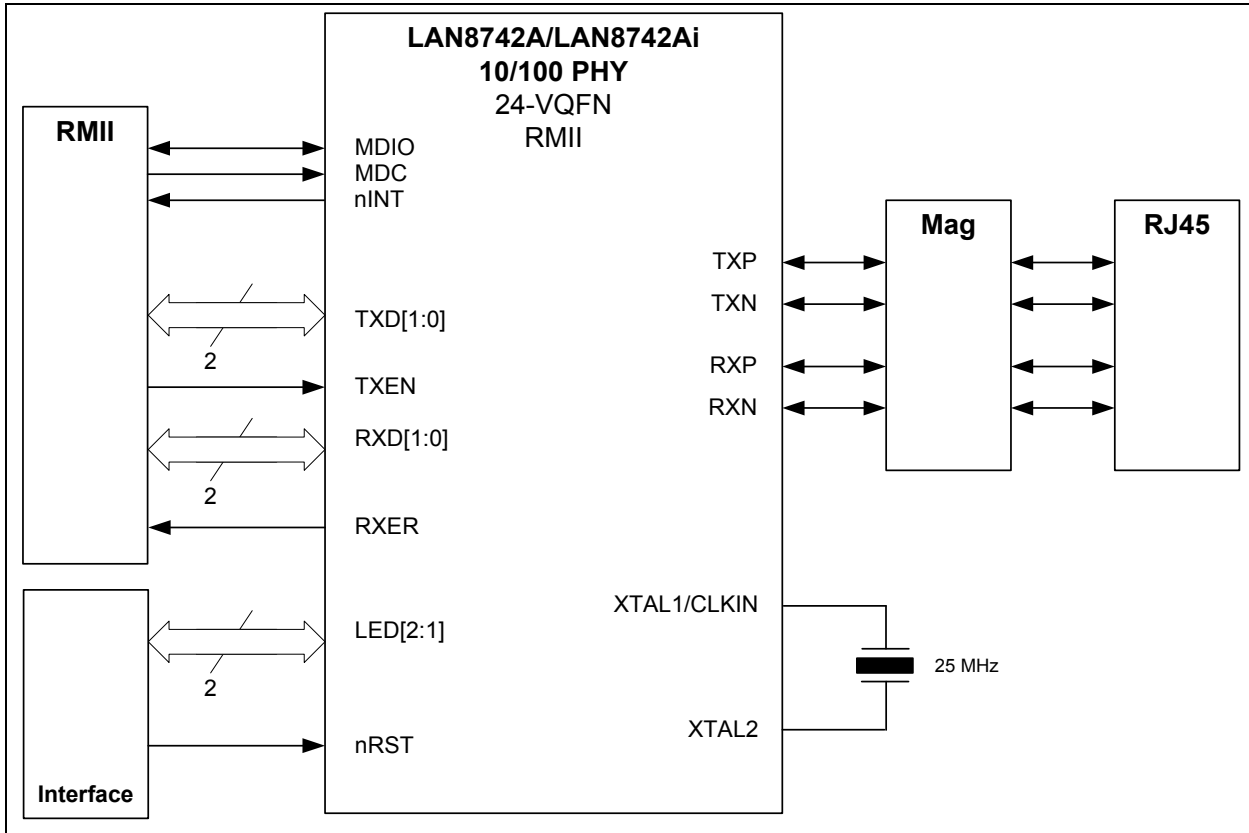 LAN8742A/LAN8742Ai
10/100 PHY
24-VQFN
RMII
RMII
MDIO
MDC
nINT
TXD[1:0]
2
TXEN
RXD[1:0]
2
RXER
TXP
TXN
RXP
RXN
Mag
RJ45
LED[2:1]
2
nRST
Interface
XTAL1/CLKIN
25 MHz
XTAL2